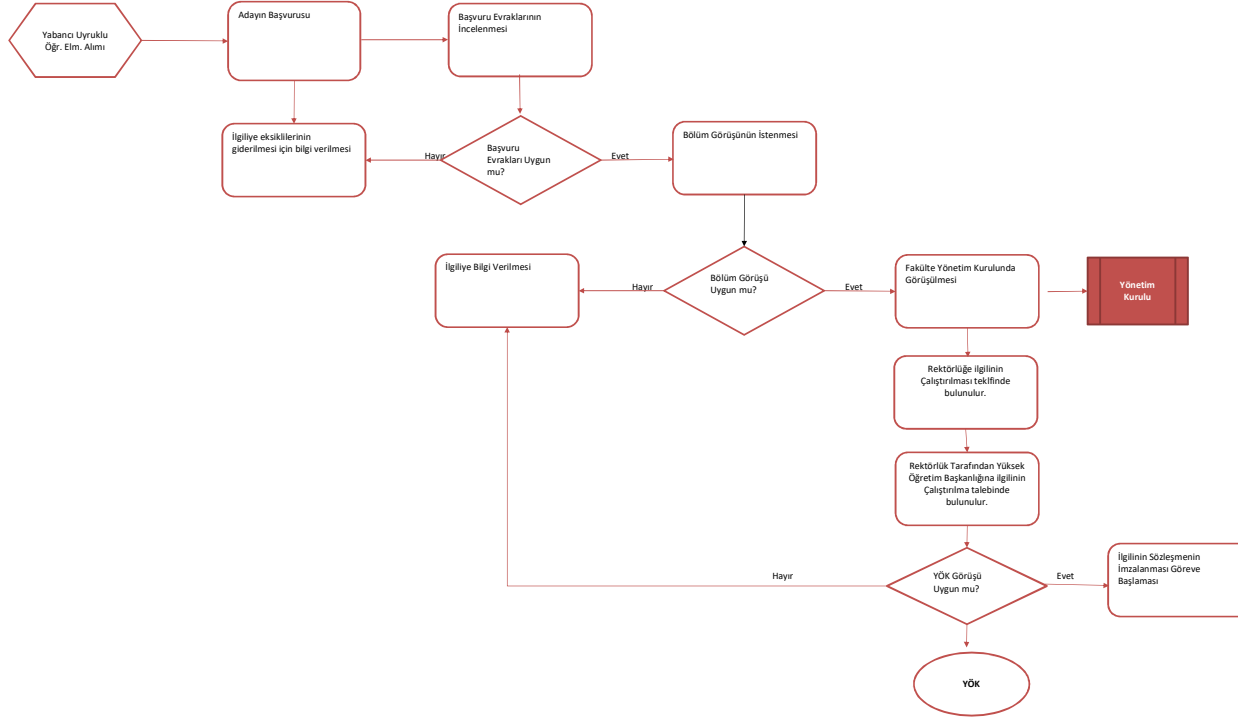 Yabancı Uyruklu
Öğr. Elm. Alımı
Adayın Başvurusu
Başvuru Evraklarının
İncelenmesi
İlgiliye eksiklilerinin
giderilmesi için bilgi verilmesi
Hayır
Başvuru
Evrakları Uygun
mu?
Evet
Bölüm Görüşünün İstenmesi
İlgiliye Bilgi Verilmesi
Hayır
Bölüm Görüşü
Uygun mu?
Evet
Fakülte Yönetim Kurulunda
Görüşülmesi
Yönetim
Kurulu
Rektörlüğe ilgilinin
Çalıştırılması teklfinde
bulunulur.
Rektörlük Tarafından Yüksek
Öğretim Başkanlığına ilgilinin
Çalıştırılma talebinde
bulunulur.
Hayır
YÖK Görüşü
Uygun mu?
Evet
İlgilinin Sözleşmenin
İmzalanması Göreve
Başlaması
YÖK